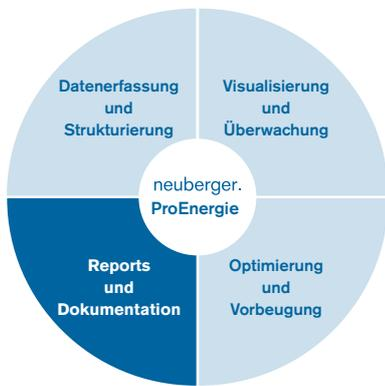 Datenerfassung
und
Strukturierung
Visualisierung
und
Überwachung
neuberger.
ProEnergie
Reports
und
Dokumentation
Optimierung
und
Vorbeugung